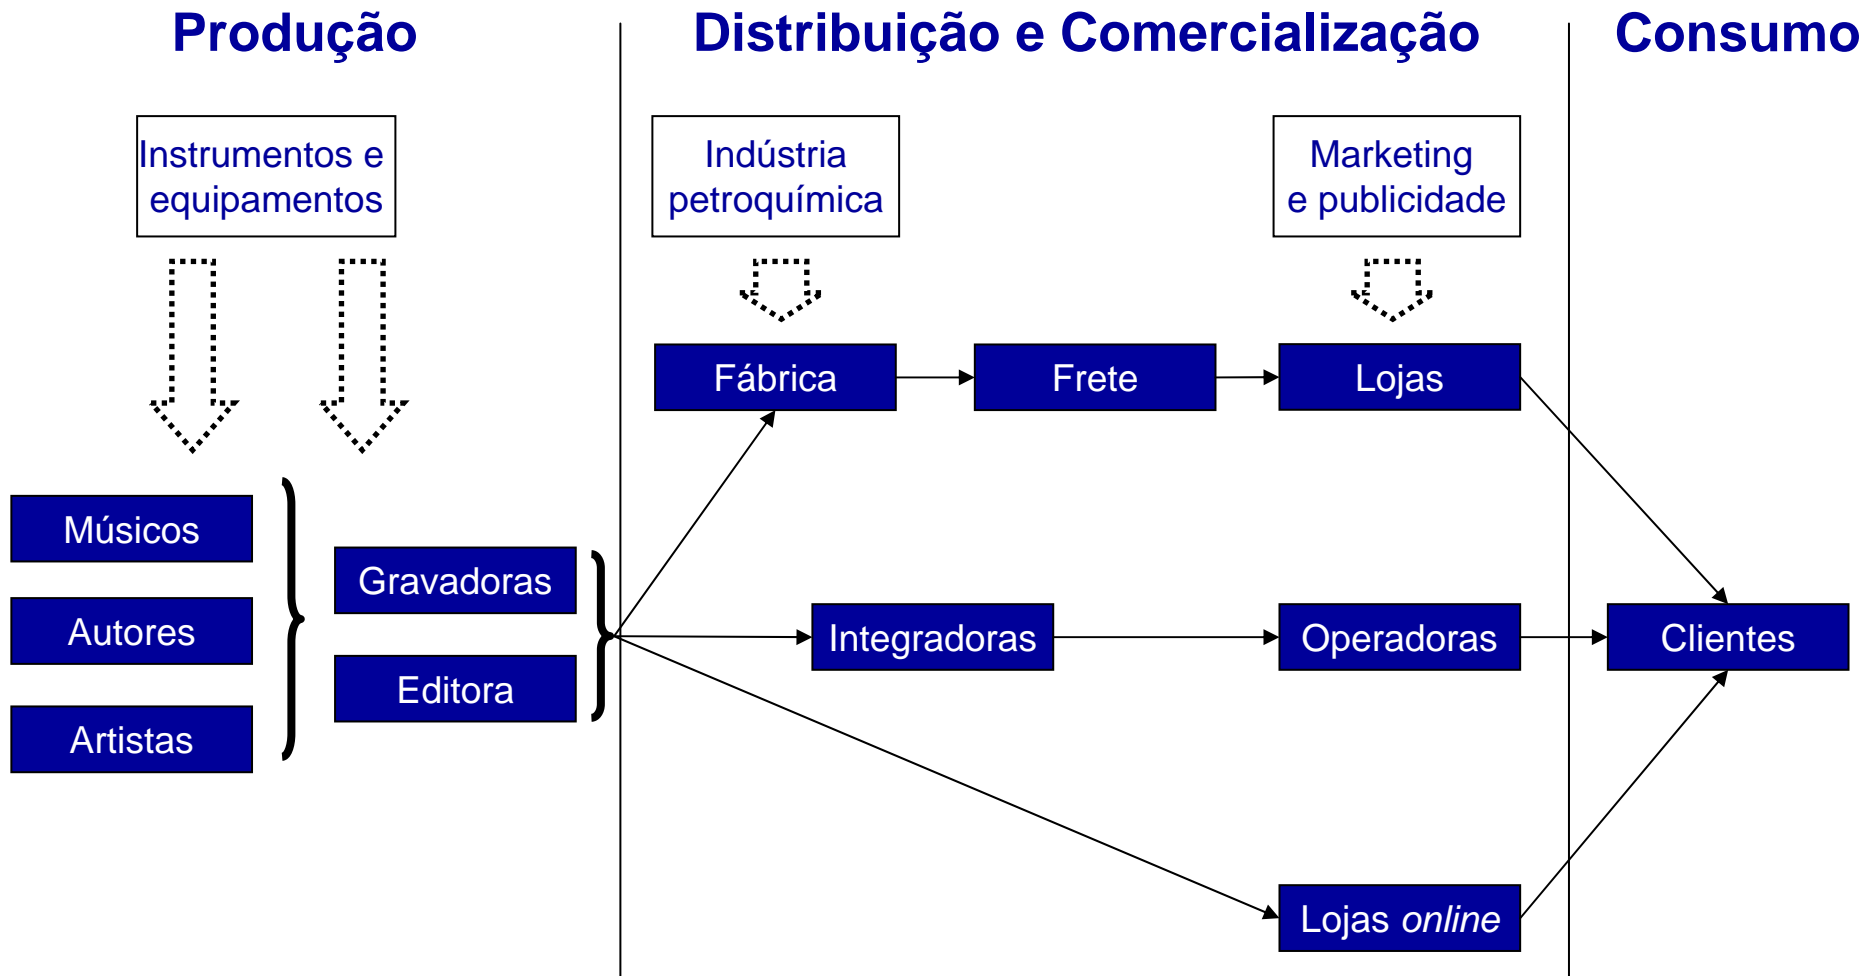 Produção
Distribuição e Comercialização
Consumo
Instrumentos e
equipamentos
Indústria
petroquímica
Marketing
e publicidade
Fábrica
Frete
Lojas
Músicos
Autores
Artistas
Gravadoras
Editora
Integradoras
Operadoras
Clientes
Lojas online